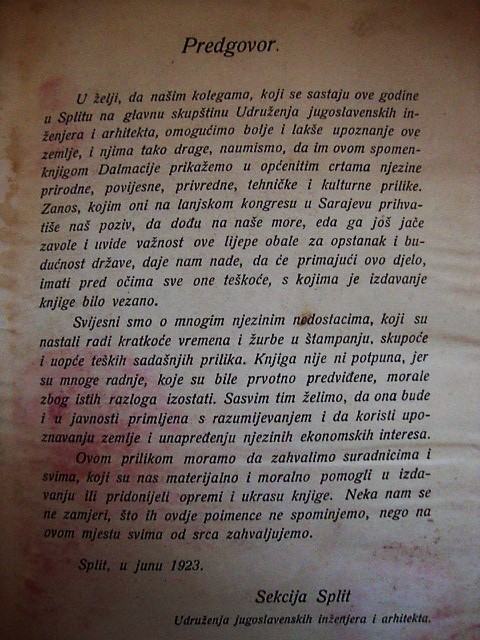 Predgovor.
U želji, da našim kolegama, koji se sastaju ove godine
u Splitu na glavnu skupštinu Udruženja jugoslavenskih in-
ženjera i arhitekta, omogućimo bolje i lakše upoznanje ove
zemlje, i njima tako drage, naumismo, da im ovom spomen-
knjigom Dalmacije prikažemo u općenitim crtama njezine
prirodne, povijesne, privredne, tehničke i kulturne prilike.
Zanos, kojim oni na lanjskom kongresu u Sarajevu prihva-
tiše naš poziv, da dođu na naše more, eda ga još jače
zavole i uvide važnost ove lijepe obale za opstanak i bu-
dućnost države, daje nam nade, da će primajući ovo djelo,
imati pred očima sve one teškoće, s kojima je izdavanje
knjige bilo vezano.
Svijesni smo o mnogim njezinim nedostacima, koji su
nastali radi kratkoće vremena i žurbe u štampanju, skupoće
i uopće teških sadašnjih prilika. Knjiga nije ni potpuna, jer
su mnoge radnje, koje su bile prvotno predviđene, morale
zbog istih razloga izostati. Sasvim tim želimo, da ona bude
i u javnosti primljena s razumijevanjem i da koristi upo-
znavanju zemlje i unapređenju njezinih ekonomskih interesa.
Ovom prilikom moramo da zahvalimo suradnicima i
svima, koji su nas materijalno i moralno pomogli u izda-
vanju ili pridonijeli opremi i ukrasu knjige. Neka nam se
ne zamjeri, što ih ovdje poimence ne spominjemo, nego na
ovom mjestu svima od srca zahvaljujemo.
Split, u junu 1923.
Sekcija Split
Udruženja jugoslavenskih inženjera i arhitekta.